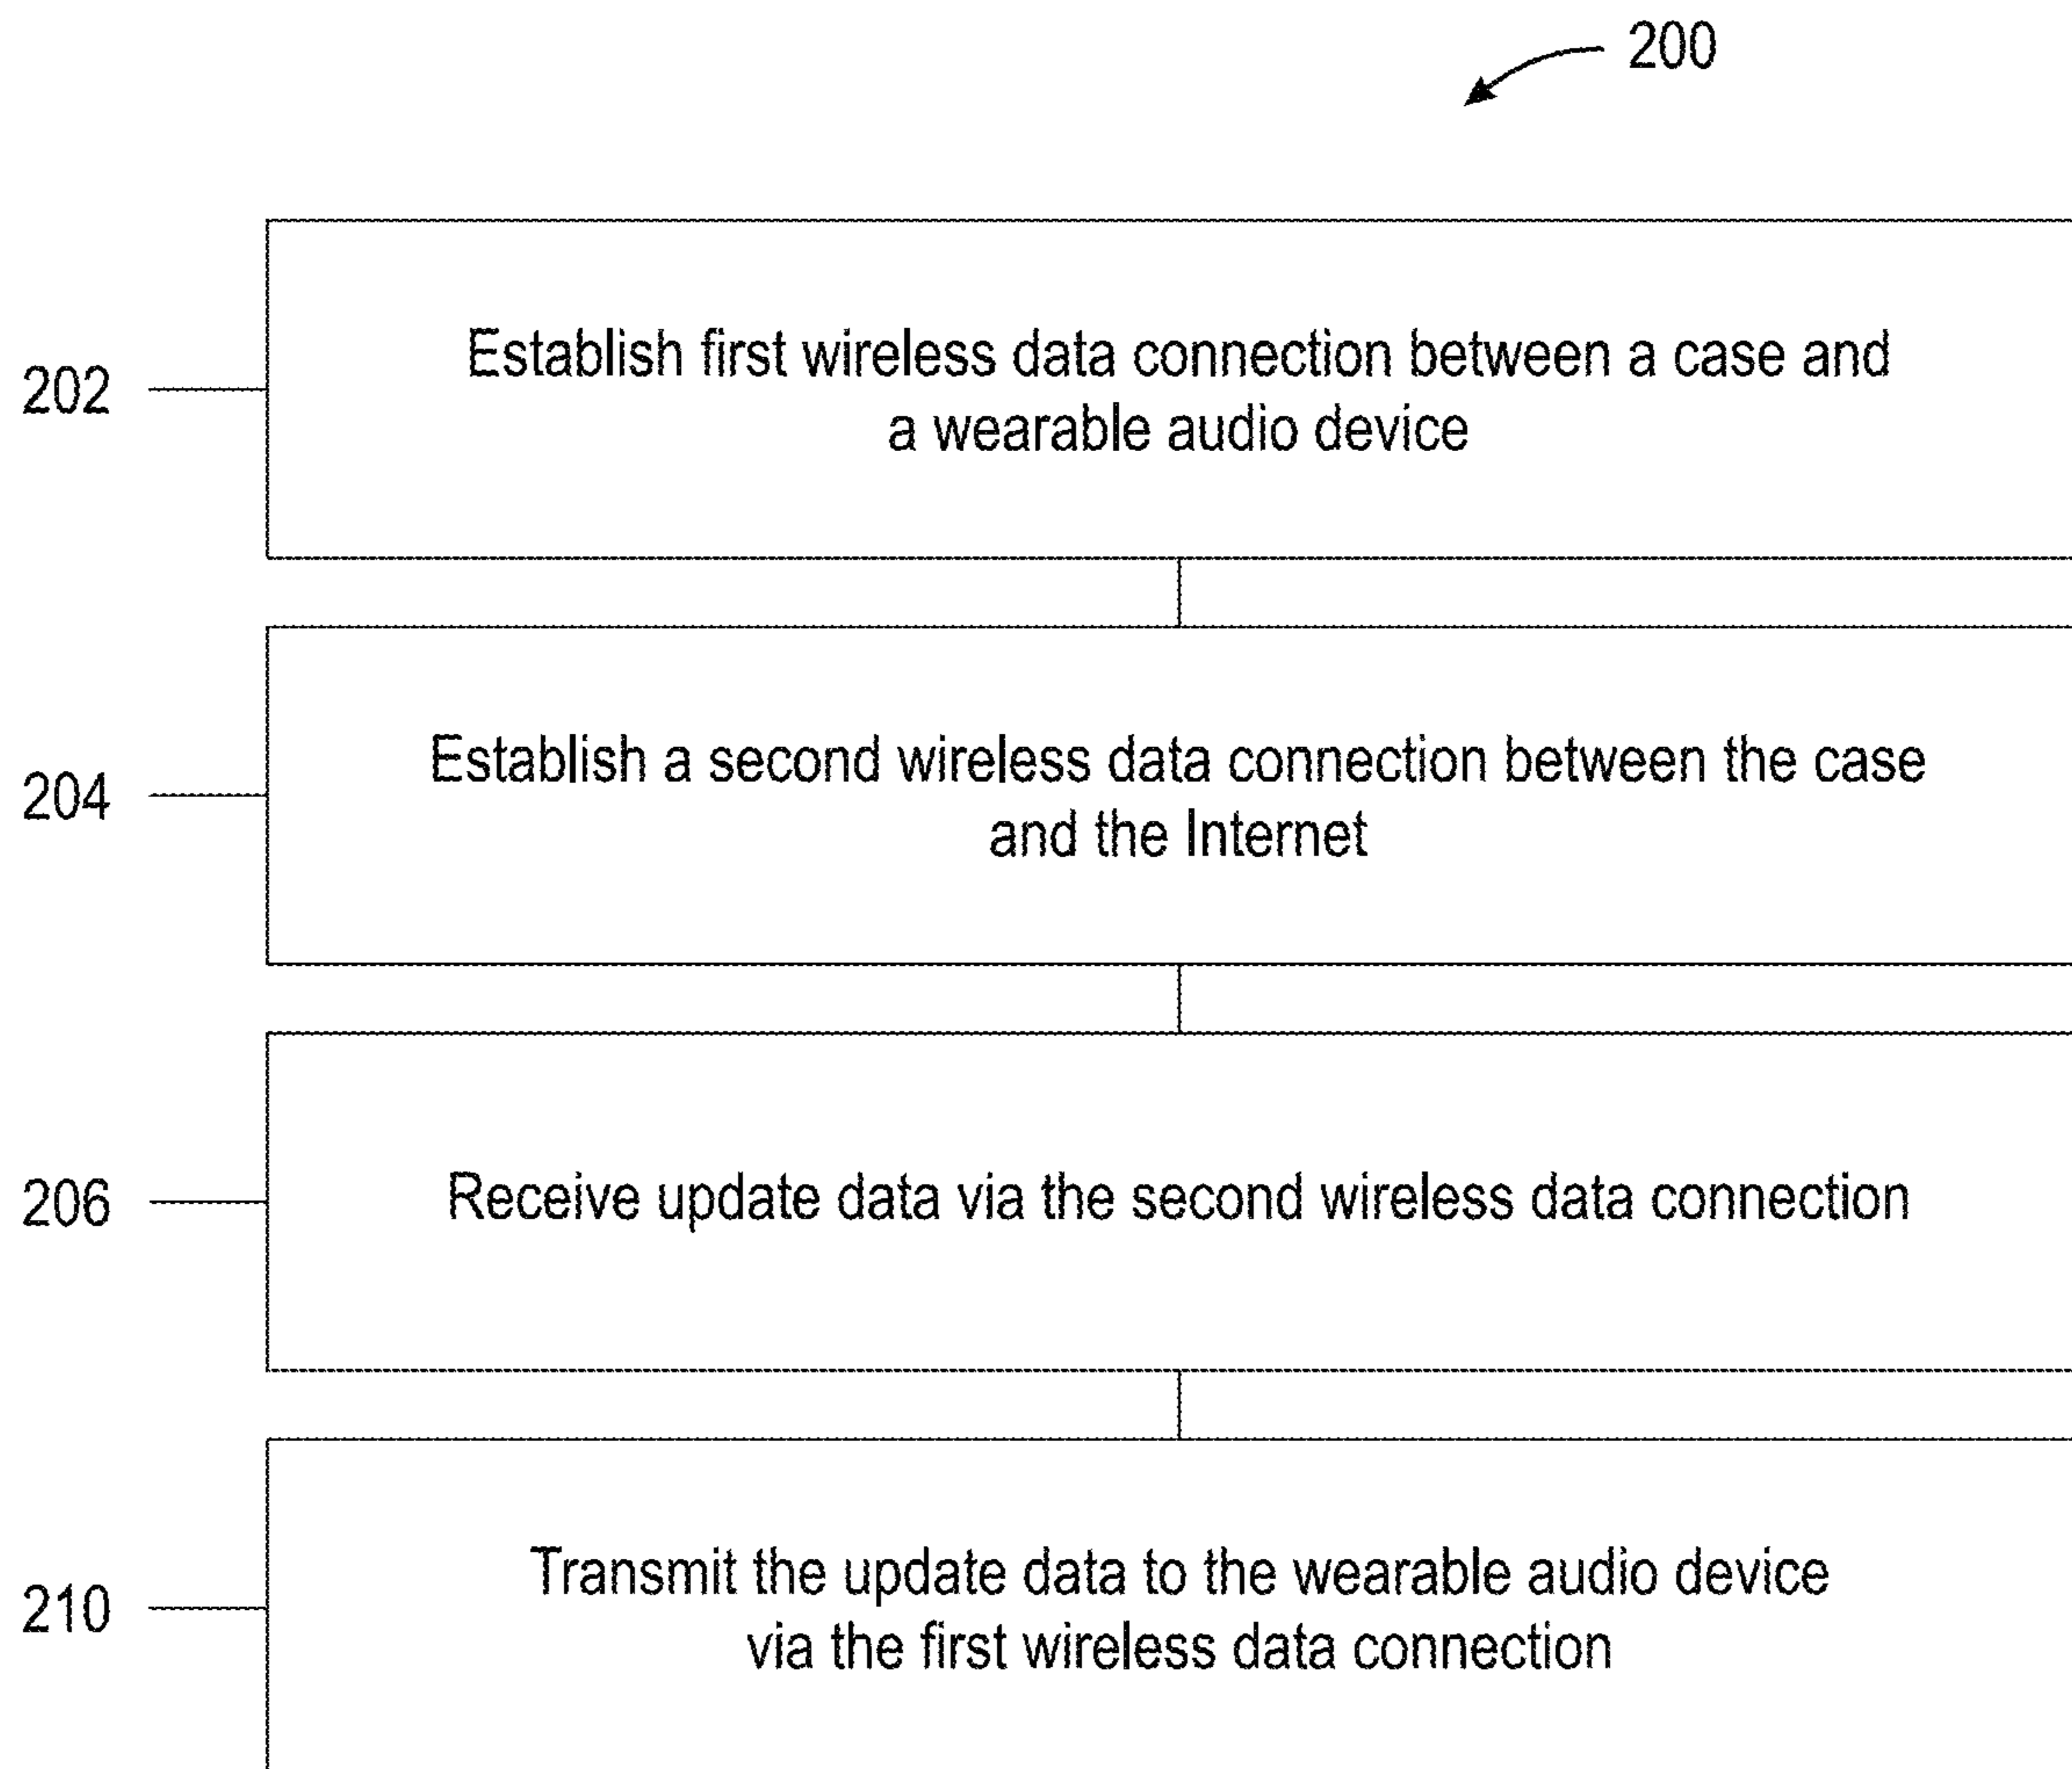 200
202
Establish first wireless data connection between a case and
a wearable audio device
204
Establish a second wireless data connection between the case
and the Internet
206
Receive update data via the second wireless data connection
210
Transmit the update data to the wearable audio device
via the first wireless data connection